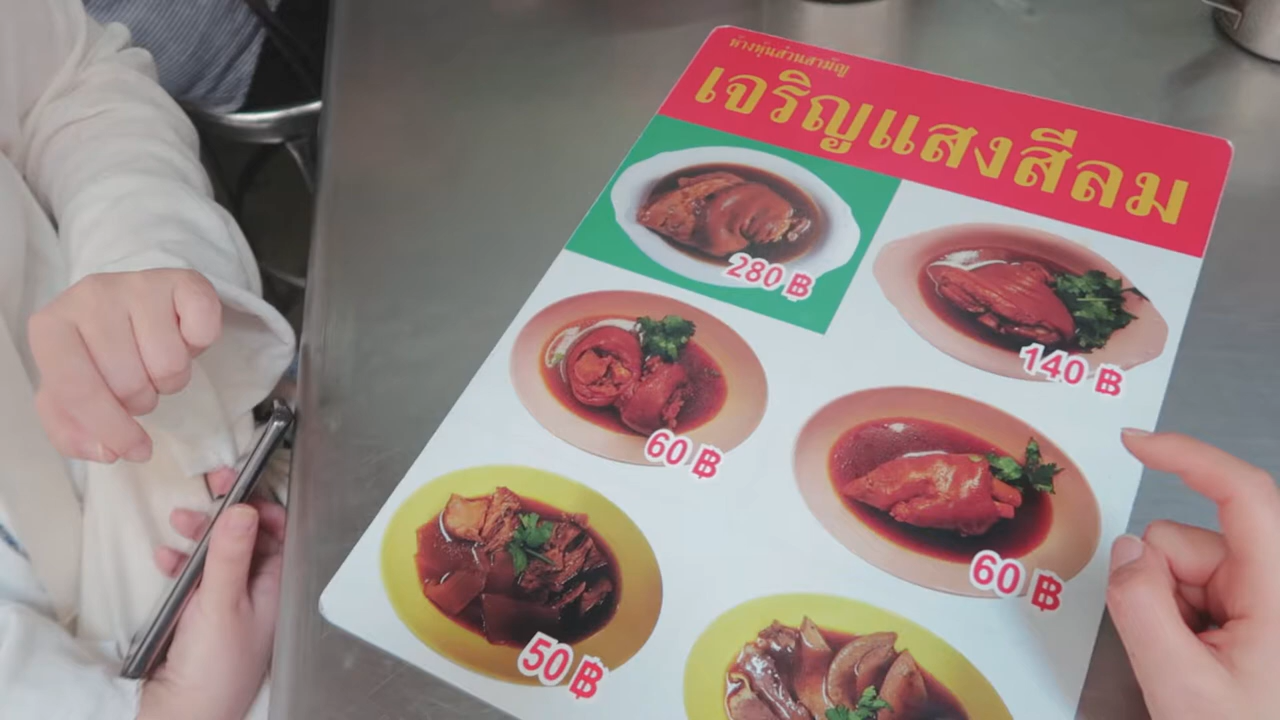 ห้างหุ้นส่วนสามัญ
เจริญแสงสีลม
280 ฿
140 ฿
60 ฿
60 ฿
50 ฿